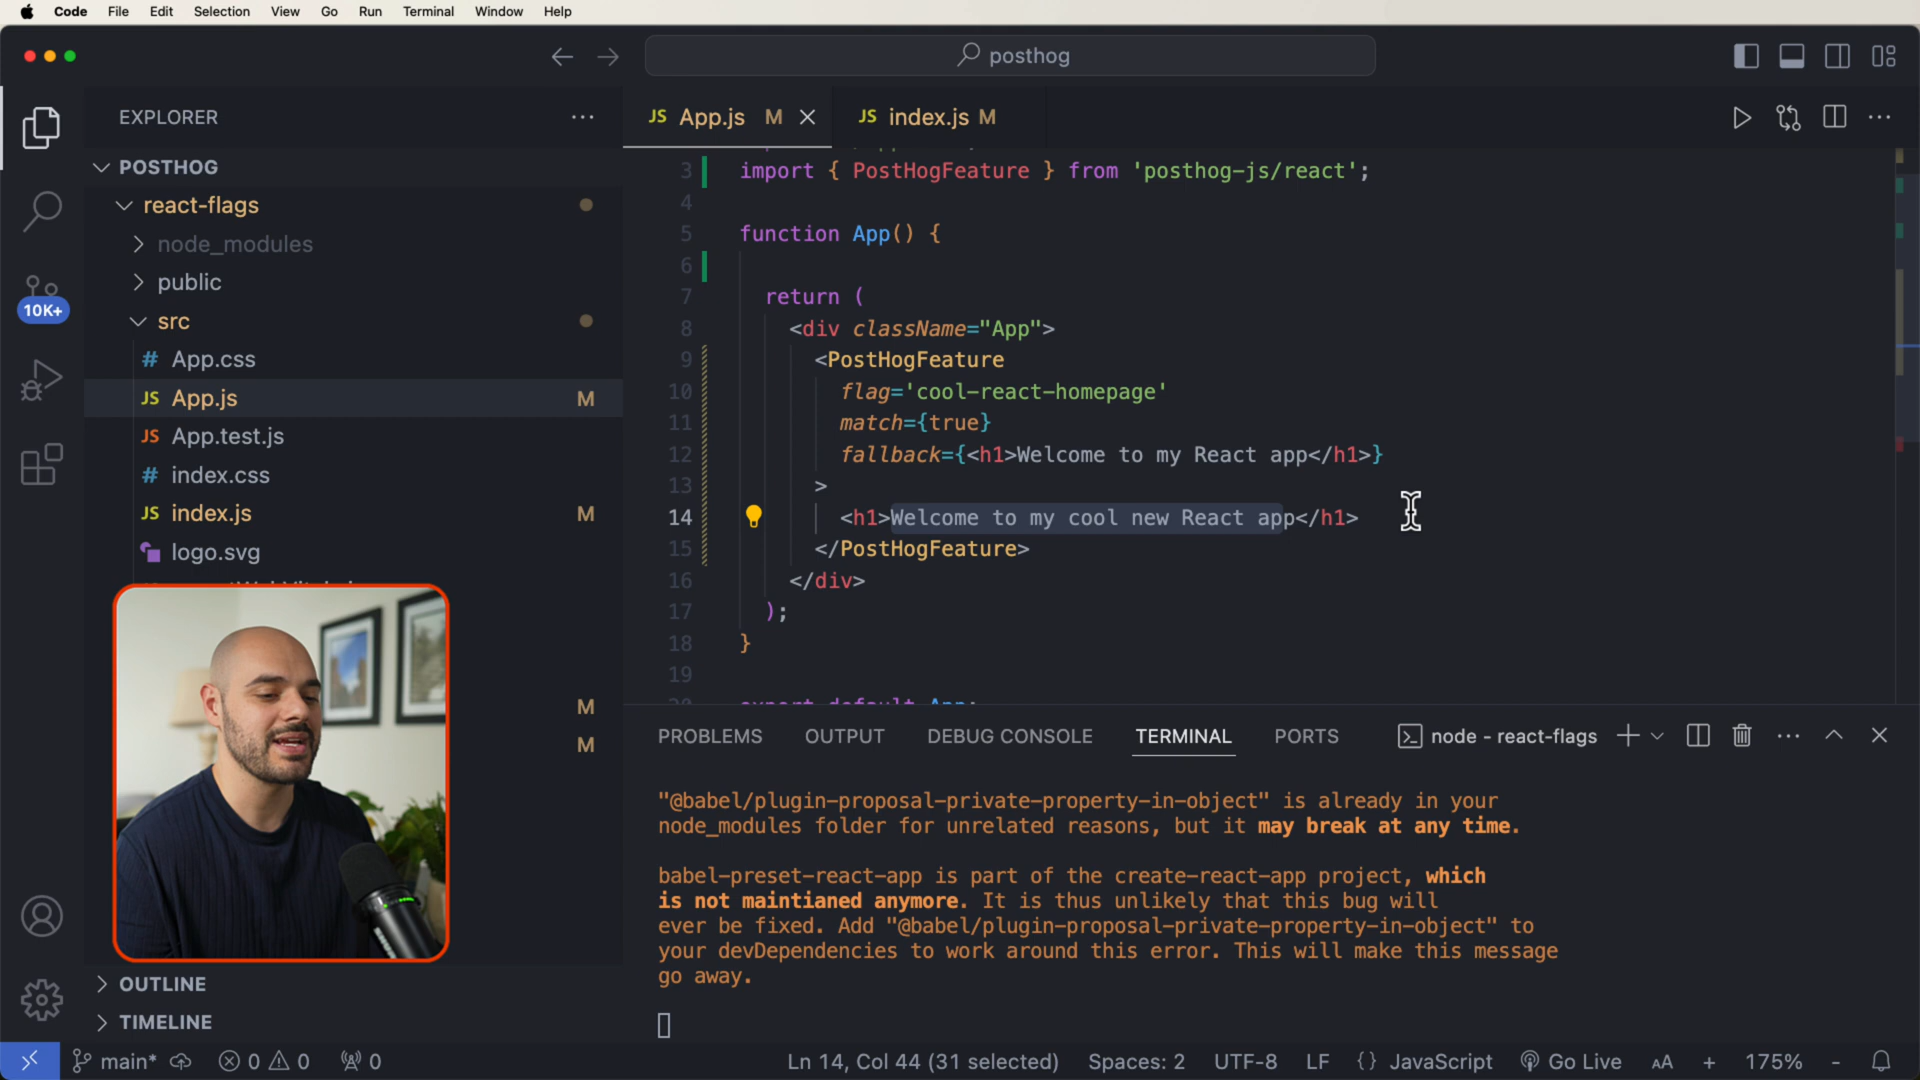 Code File Edit Selection View Go Run Terminal Window Help
posthog
EXPLORER
JS App.js M
JS index.js M
POSTHOG
react-flags
node_modules
public
10K+
src
# App.css
JS App.js M
JS App.test.js
# index.css
JS index.js M
logo.svg
M
M
OUTLINE
TIMELINE
3 import { PostHogFeature } from 'posthog-js/react';
4
5 function App() {
6
7 return (
8 <div className="App">
9 <PostHogFeature
10 flag='cool-react-homepage'
11 match={true}
12 fallback={<h1>Welcome to my React app</h1>}
13 >
14 <h1>Welcome to my cool new React app</h1>
15 </PostHogFeature>
16 </div>
17 );
18 }
19
20 export default App;
PROBLEMS OUTPUT DEBUG CONSOLE TERMINAL PORTS node - react-flags
"@babel/plugin-proposal-private-property-in-object" is already in your
node_modules folder for unrelated reasons, but it may break at any time.
babel-preset-react-app is part of the create-react-app project, which
is not maintianed anymore. It is thus unlikely that this bug will
ever be fixed. Add "@babel/plugin-proposal-private-property-in-object" to
your devDependencies to work around this error. This will make this message
go away.
main* 0 0 0 Ln 14, Col 44 (31 selected) Spaces: 2 UTF-8 LF {} JavaScript Go Live AA + 175% -